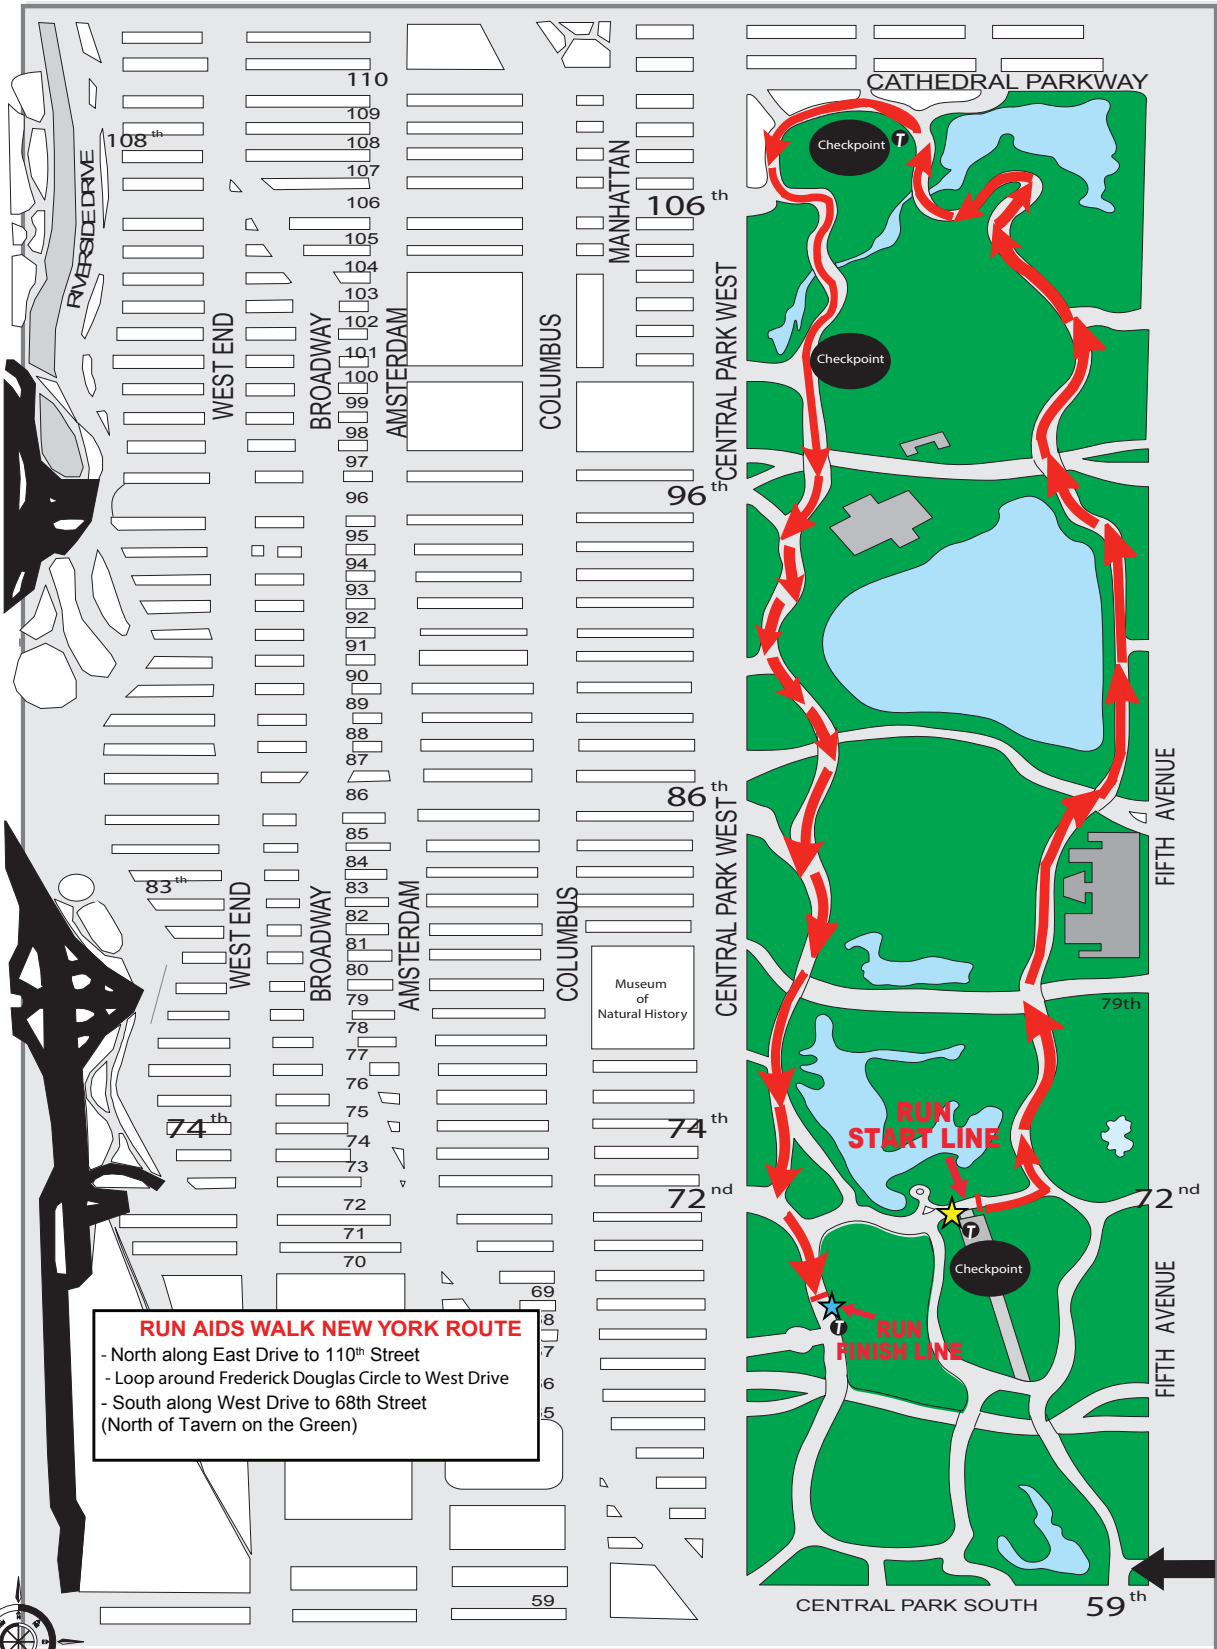 110
CATHEDRAL PARKWAY
109
108th
108
Checkpoint
T
107
RIVERSIDE DRIVE
MANHATTAN
106
106th
105
104
103
102
101
100
99
98
97
WEST END
BROADWAY
AMSTERDAM
COLUMBUS
CENTRAL PARK WEST
Checkpoint
96
96th
95
94
93
92
91
90
89
88
87
86
86th
85
84
83th
83
82
81
80
79
78
77
76
75
74
73
72
71
70
WEST END
BROADWAY
AMSTERDAM
COLUMBUS
CENTRAL PARK WEST
FIFTH AVENUE
Museum
of
Natural History
79th
74th
74th
RUN
START LINE
72nd
72nd
T
Checkpoint
FIFTH AVENUE
69
RUN AIDS WALK NEW YORK ROUTE
- North along East Drive to 110th Street
- Loop around Frederick Douglas Circle to West Drive
- South along West Drive to 68th Street
(North of Tavern on the Green)
T
RUN
FINISH LINE
59
CENTRAL PARK SOUTH
59th